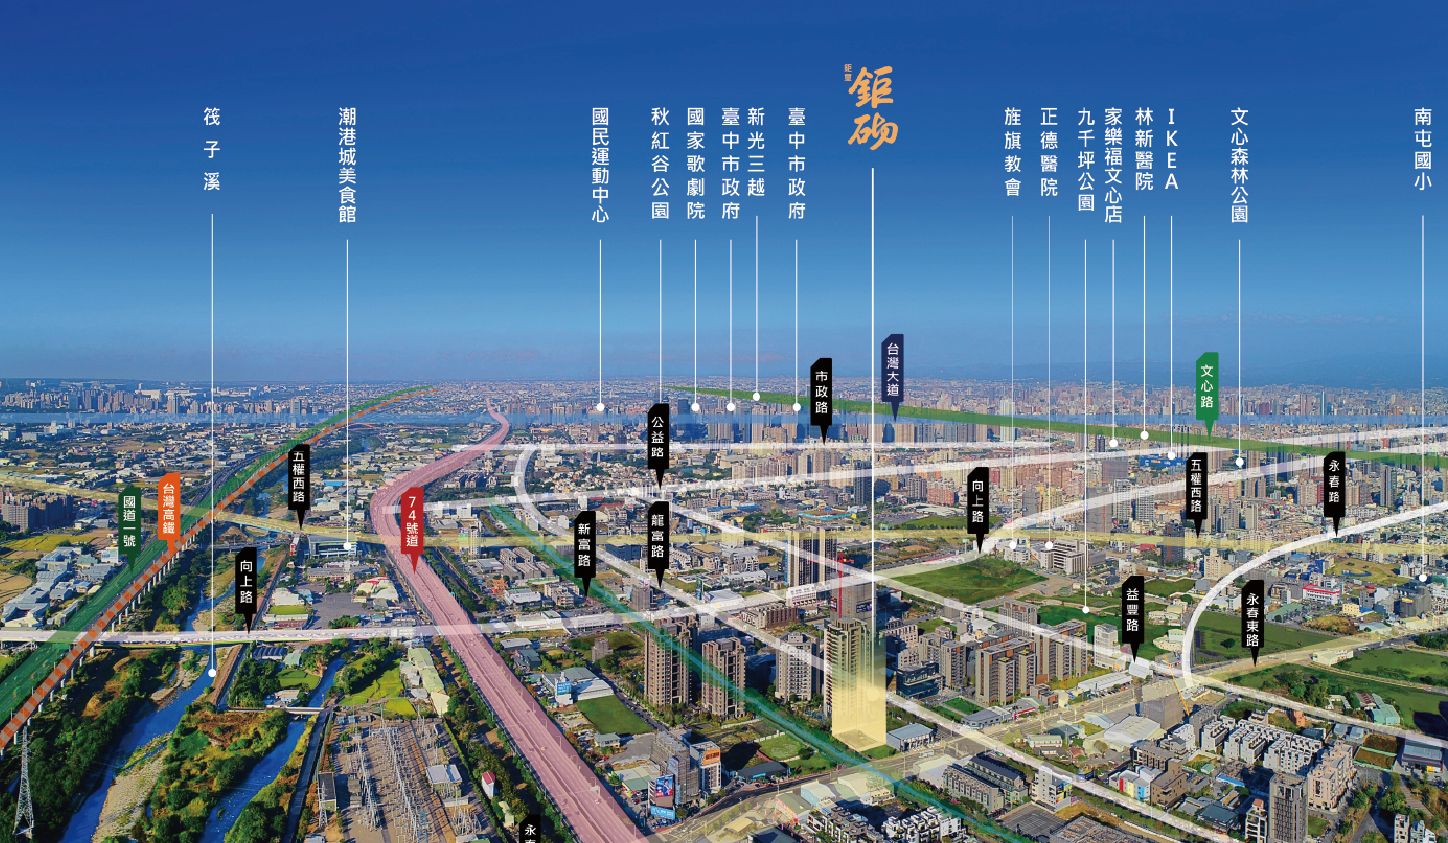 筏子溪
潮港城美食館
國民運動中心
秋紅谷公園
國家歌劇院
臺中市政府
新光三越
臺中市政府
鉅豐
鉅砌
旌旗教會
正德醫院
九千坪公園
家樂福文心店
林新醫院
IKEA
文心森林公園
南屯國小
台灣大道
文心路
市政路
公益路
五權西路
台灣高鐵
國道一號
74號道
向上路
五權西路
永春路
新富路
龍富路
向上路
益豐路
永春東路
永